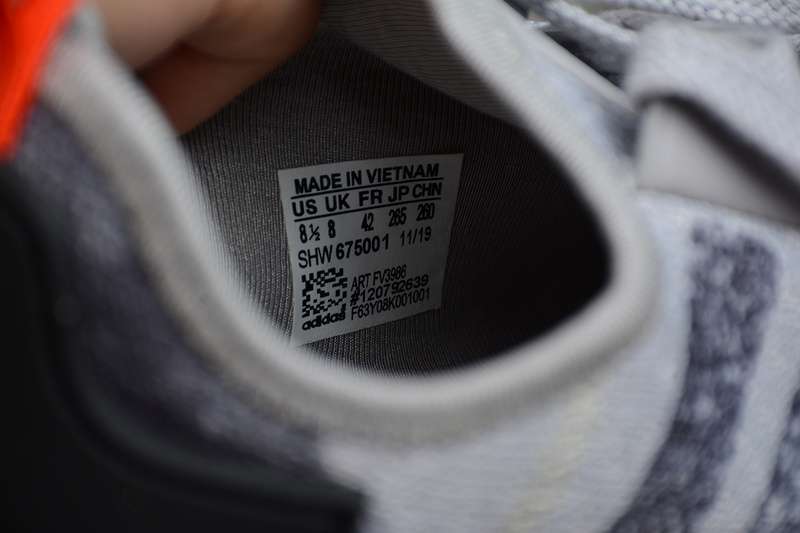 MADE IN VIETNAM
US UK FR JP CHN
8½ 8 42 265 260
SHW 675001 11/19
ART FV3986
#120792639
F63Y08K001001
adidas